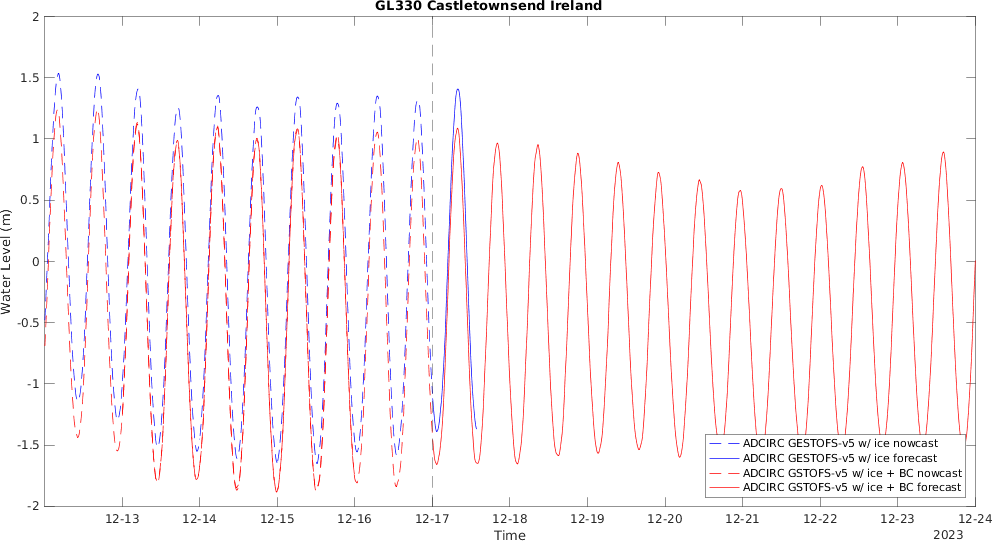 GL330 Castletownsend Ireland
2
1.5
1
0.5
0
-0.5
-1
-1.5
-2
Water Level (m)
12-13 12-14 12-15 12-16 12-17 12-18 12-19 12-20 12-21 12-22 12-23 12-24
Time
2023
ADCIRC GESTOFS-v5 w/ ice nowcast
ADCIRC GESTOFS-v5 w/ ice forecast
ADCIRC GSTOFS-v5 w/ ice + BC nowcast
ADCIRC GSTOFS-v5 w/ ice + BC forecast